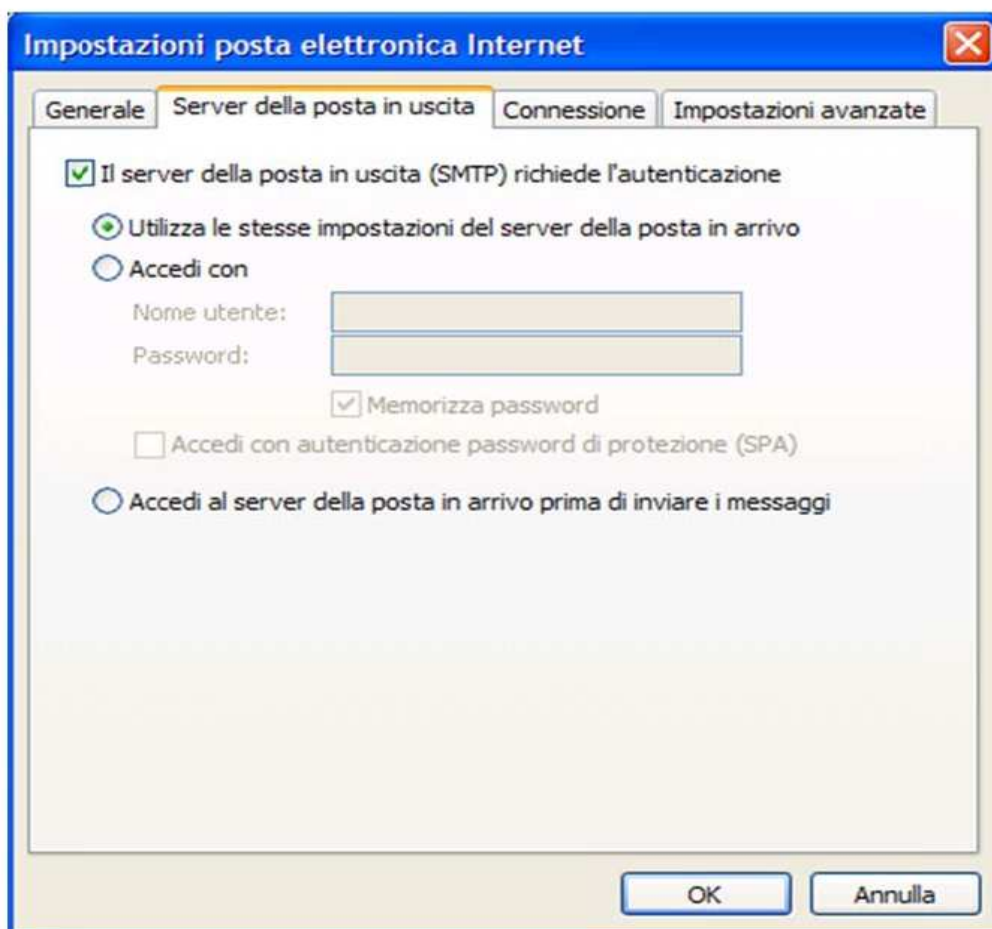 Impostazioni posta elettronica Internet
Generale
Server della posta in uscita
Connessione
Impostazioni avanzate
Il server della posta in uscita (SMTP) richiede l'autenticazione
Utilizza le stesse impostazioni del server della posta in arrivo
Accedi con
Nome utente:
Password:
Memorizza password
Accedi con autenticazione password di protezione (SPA)
Accedi al server della posta in arrivo prima di inviare i messaggi
OK
Annulla